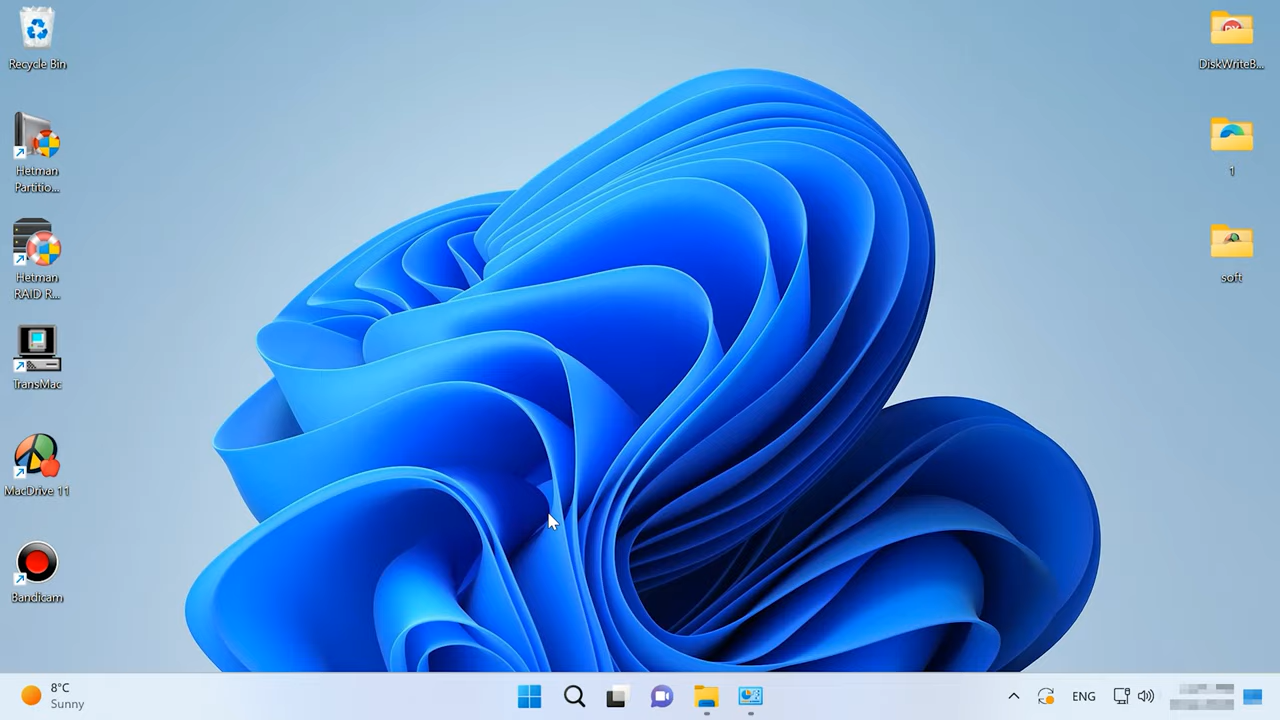 Recycle Bin
Hetman
Partitio...
Hetman
RAID R...
TransMac
MacDrive 11
Bandicam
DiskWriteB...
1
soft
8°C
Sunny
ENG